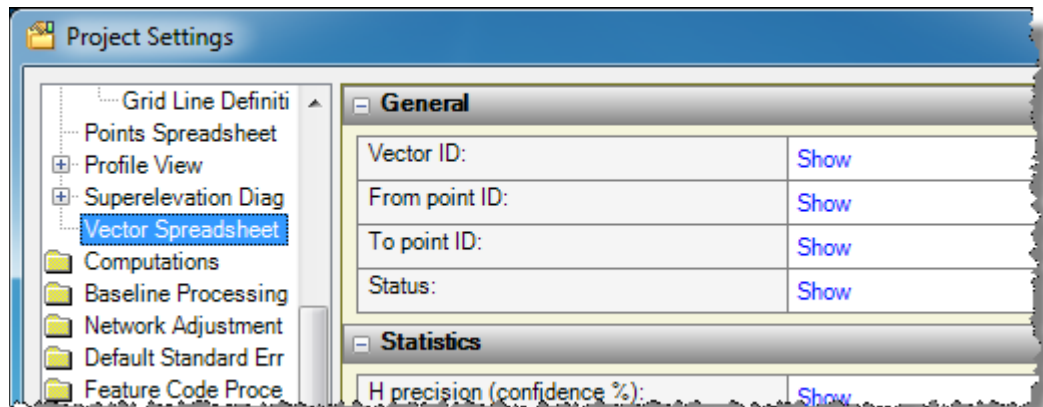 Project Settings
Grid Line Definiti
Points Spreadsheet
Profile View
Superelevation Diag
Vector Spreadsheet
Computations
Baseline Processing
Network Adjustment
Default Standard Err
Feature Code Proce
General
Vector ID: Show
From point ID: Show
To point ID: Show
Status: Show
Statistics
H precision (confidence %): Show